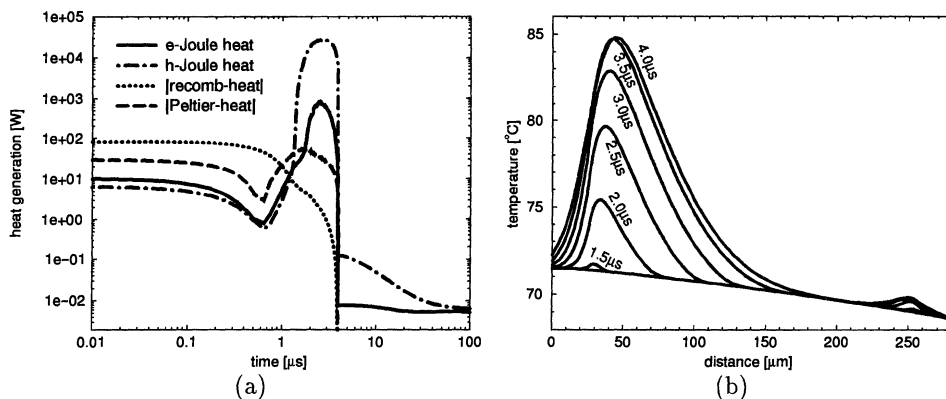 1e+05
1e+04
1e+03
1e+02
1e+01
1e+00
1e−01
1e−02
heat generation [W]
e-Joule heat
h-Joule heat
|recomb-heat|
|Peltier-heat|
0.01
0.1
1
10
100
time [µs]
(a)
85
80
75
70
temperature [°C]
4.0µs
3.5µs
3.0µs
2.5µs
2.0µs
1.5µs
0
50
100
150
200
250
distance [µm]
(b)